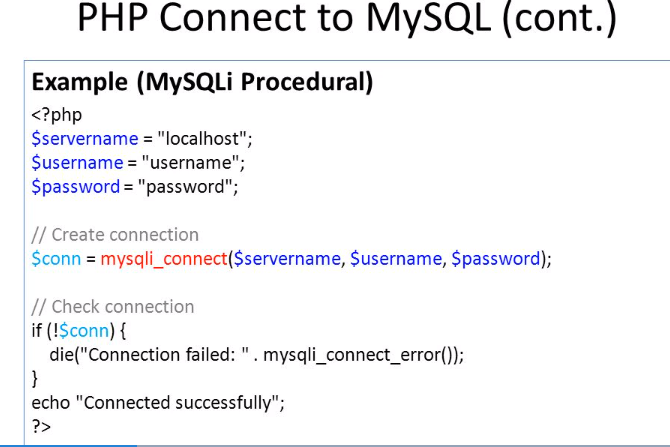 PHP Connect to MySQL (cont.)
Example (MySQLi Procedural)
<?php
$servername = "localhost";
$username = "username";
$password = "password";
// Create connection
$conn = mysqli_connect($servername, $username, $password);
// Check connection
if (!$conn) {
die("Connection failed: " . mysqli_connect_error());
}
echo "Connected successfully";
?>